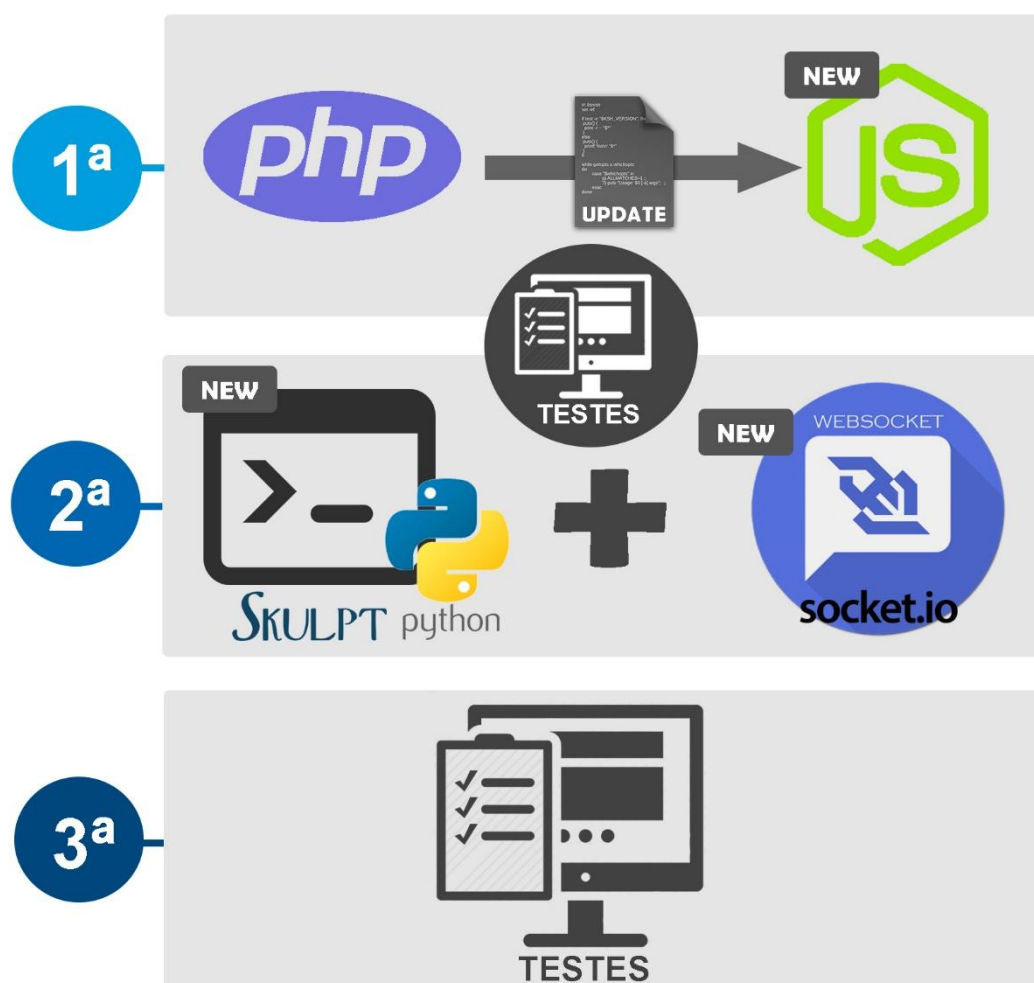 1ª
php
UPDATE
NEW
JS
TESTES
2ª
NEW
>_
SKULPT python
NEW
WEBSOCKET
socket.io
3ª
TESTES